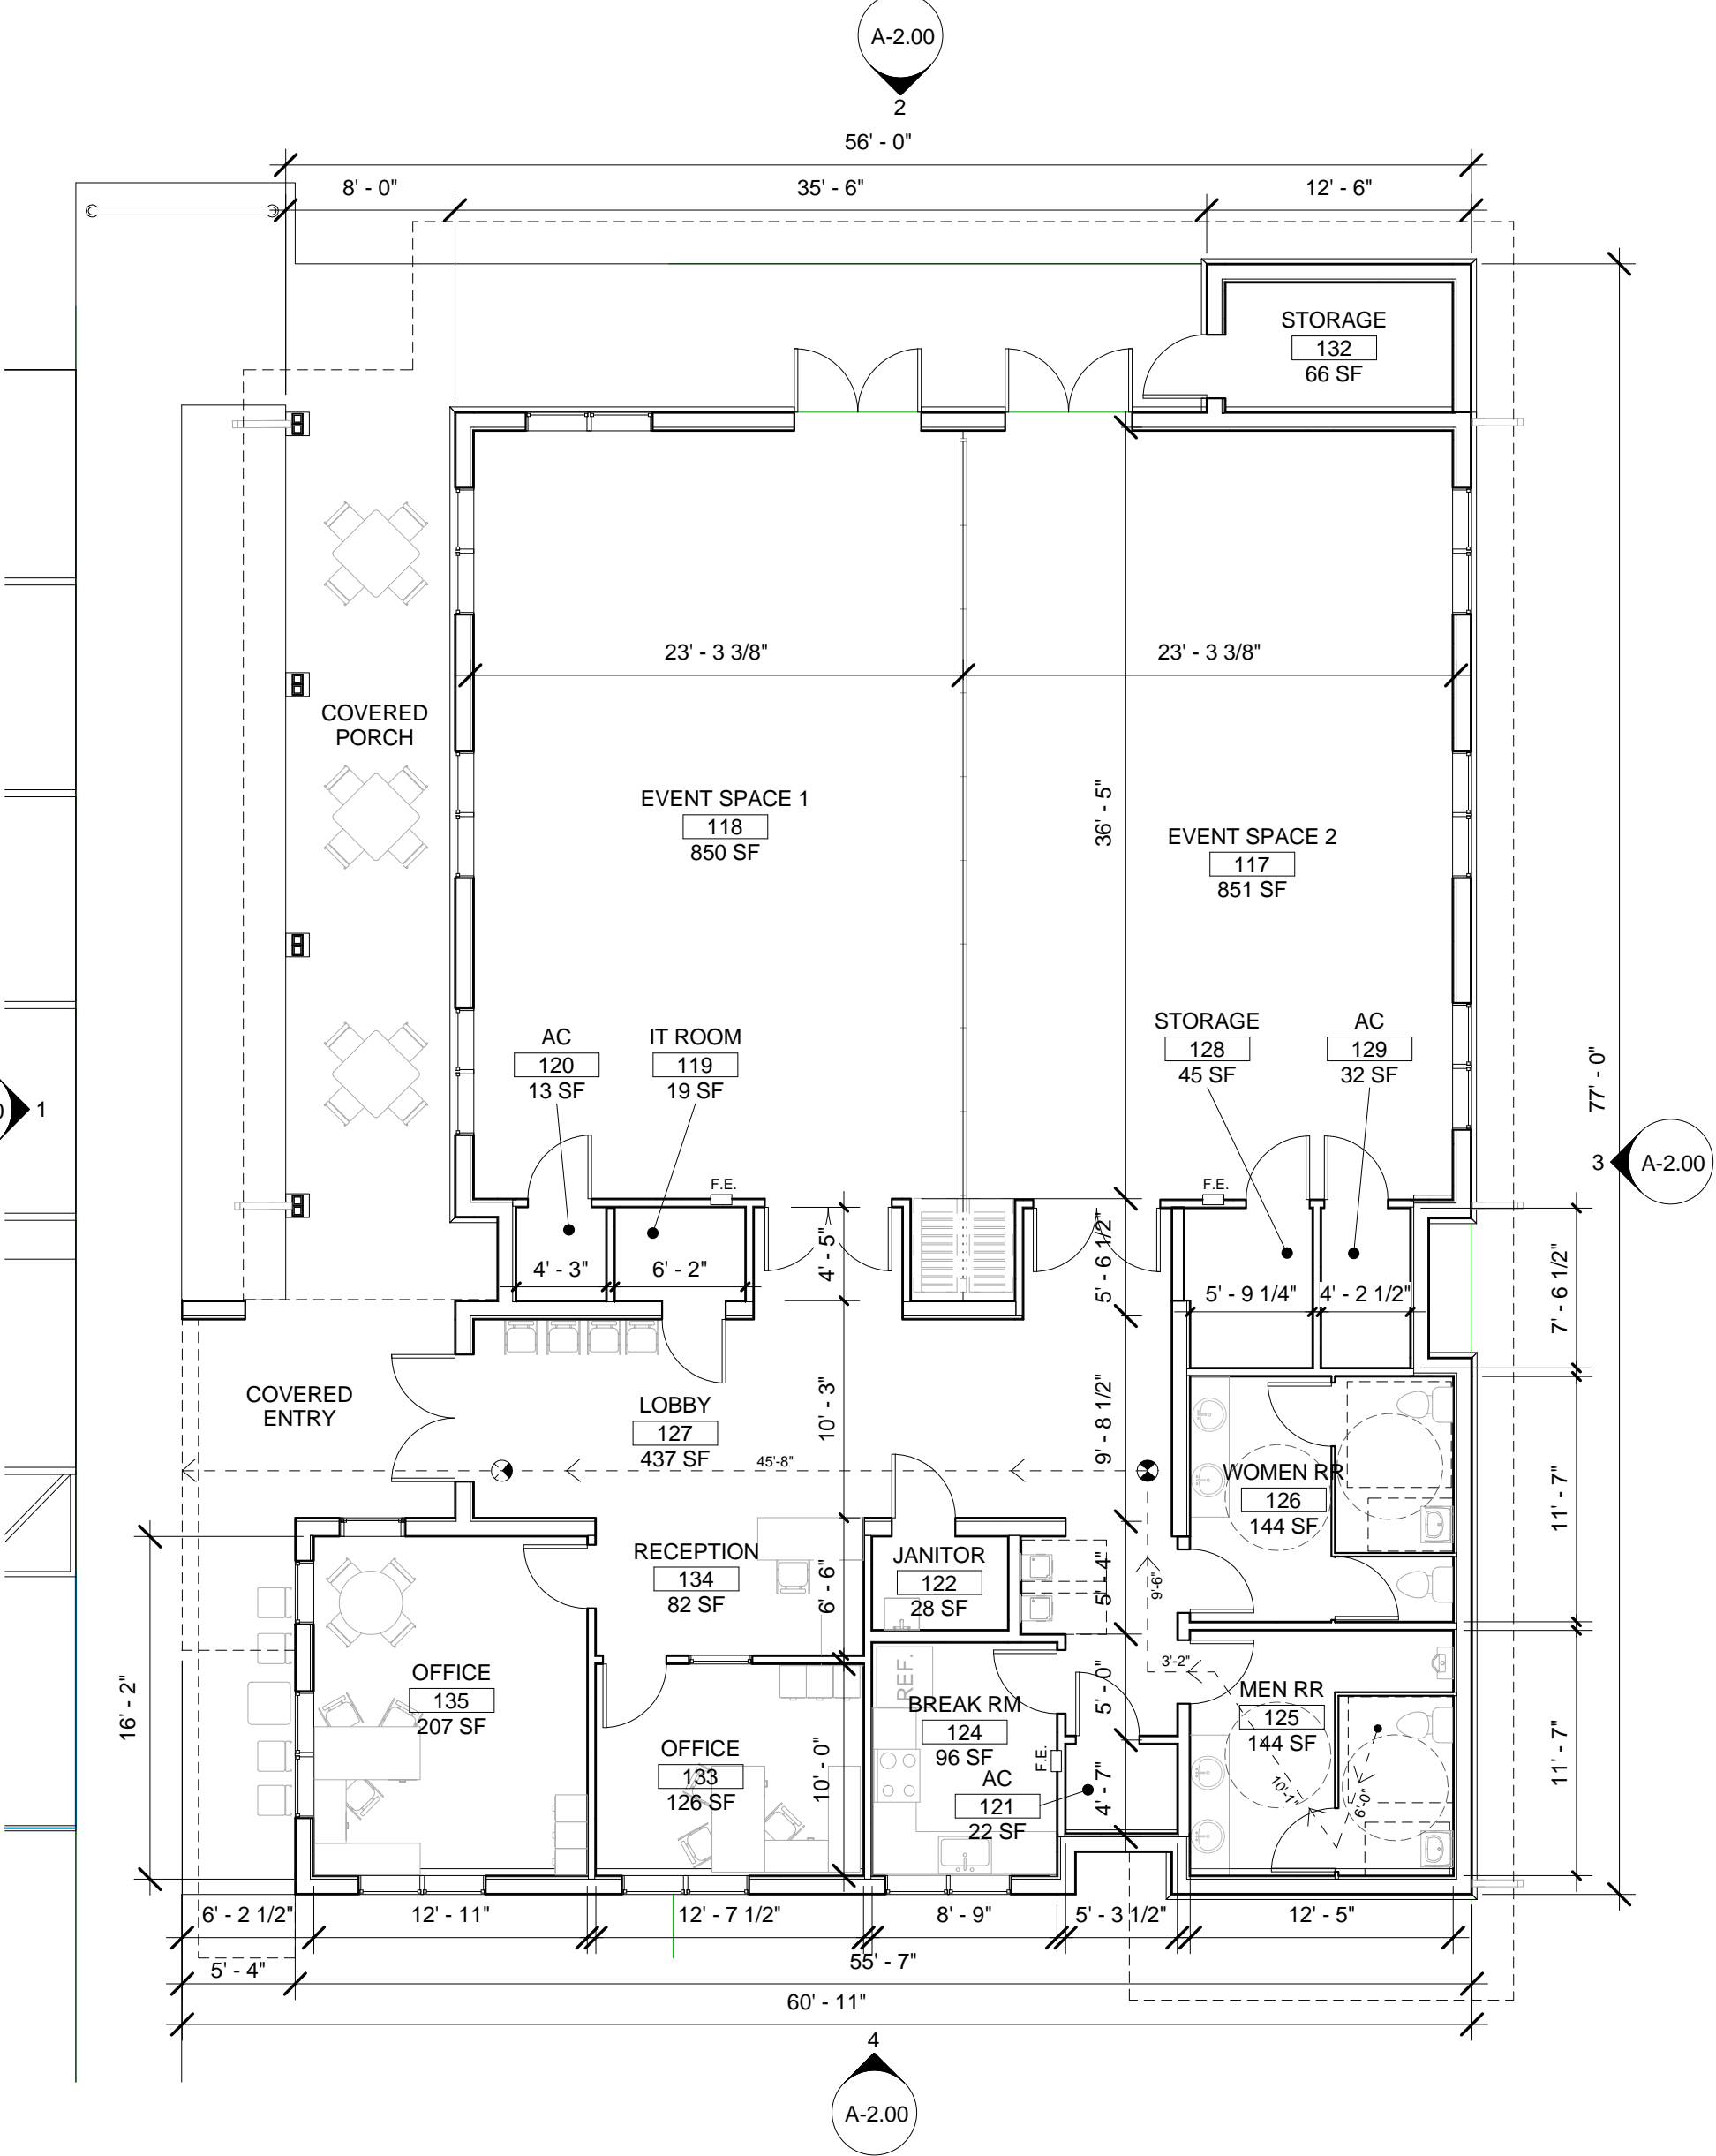 A-2.00
2
56' - 0"
8' - 0"
35' - 6"
12' - 6"
STORAGE
132
66 SF
23' - 3 3/8"
23' - 3 3/8"
COVERED
PORCH
EVENT SPACE 1
118
850 SF
36' - 5"
EVENT SPACE 2
117
851 SF
AC
120
13 SF
IT ROOM
119
19 SF
STORAGE
128
45 SF
AC
129
32 SF
77' - 0"
1
3
A-2.00
F.E.
F.E.
4' - 3"
6' - 2"
4' - 5"
5' - 6 1/2"
5' - 9 1/4"
4' - 2 1/2"
7' - 6 1/2"
COVERED
ENTRY
LOBBY
127
437 SF
10' - 3"
9' - 8 1/2"
45'-8"
WOMEN RR
126
144 SF
11' - 7"
RECEPTION
134
82 SF
6' - 6"
JANITOR
122
28 SF
5' - 4"
9'-6"
3'-2"
16' - 2"
OFFICE
135
207 SF
OFFICE
133
126 SF
10' - 0"
REF.
BREAK RM
124
96 SF
F.E.
AC
121
22 SF
5' - 0"
4' - 7"
MEN RR
125
144 SF
10'-1"
6'-0"
11' - 7"
6' - 2 1/2"
12' - 11"
12' - 7 1/2"
8' - 9"
5' - 3 1/2"
12' - 5"
5' - 4"
55' - 7"
60' - 11"
4
A-2.00